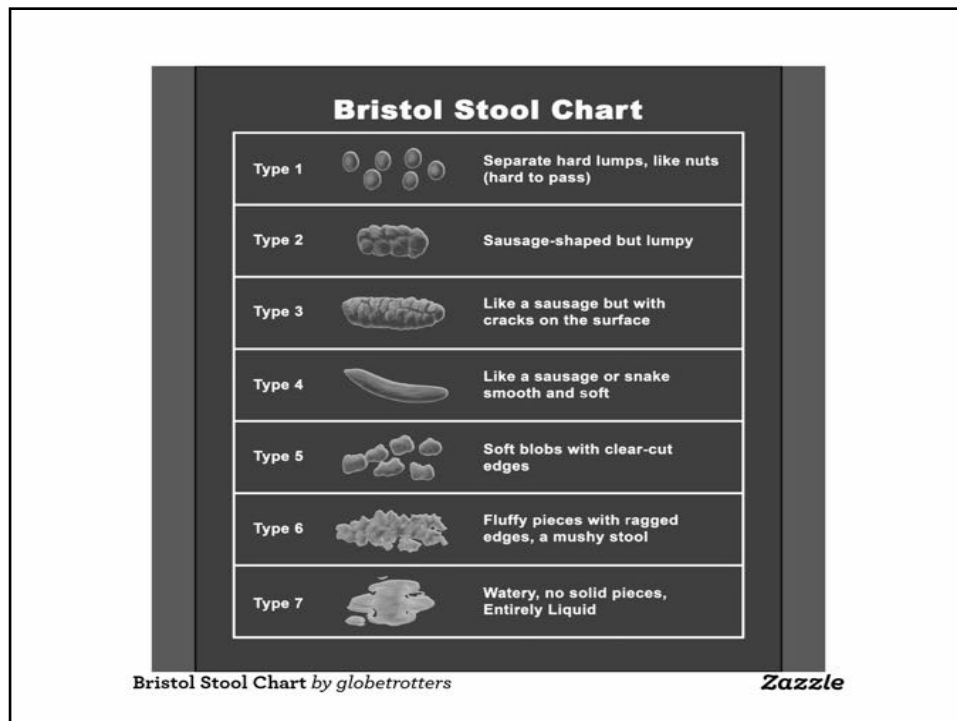 Bristol Stool Chart
Type 1
Separate hard lumps, like nuts
(hard to pass)
Type 2
Sausage-shaped but lumpy
Type 3
Like a sausage but with
cracks on the surface
Type 4
Like a sausage or snake
smooth and soft
Type 5
Soft blobs with clear-cut
edges
Type 6
Fluffy pieces with ragged
edges, a mushy stool
Type 7
Watery, no solid pieces,
Entirely Liquid
Bristol Stool Chart by globetrotters
Zazzle